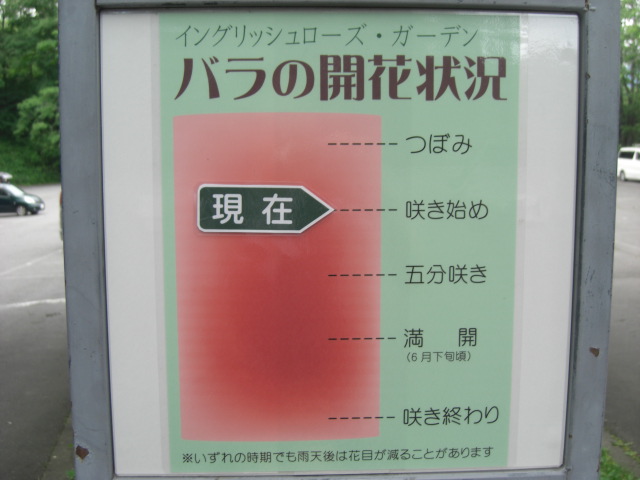 イングリッシュローズ・ガーデン
バラの開花状況
つぼみ
現在
咲き始め
五分咲き
満開
(6月下旬頃)
咲き終わり
※いずれの時期でも雨天後は花目が減ることがあります